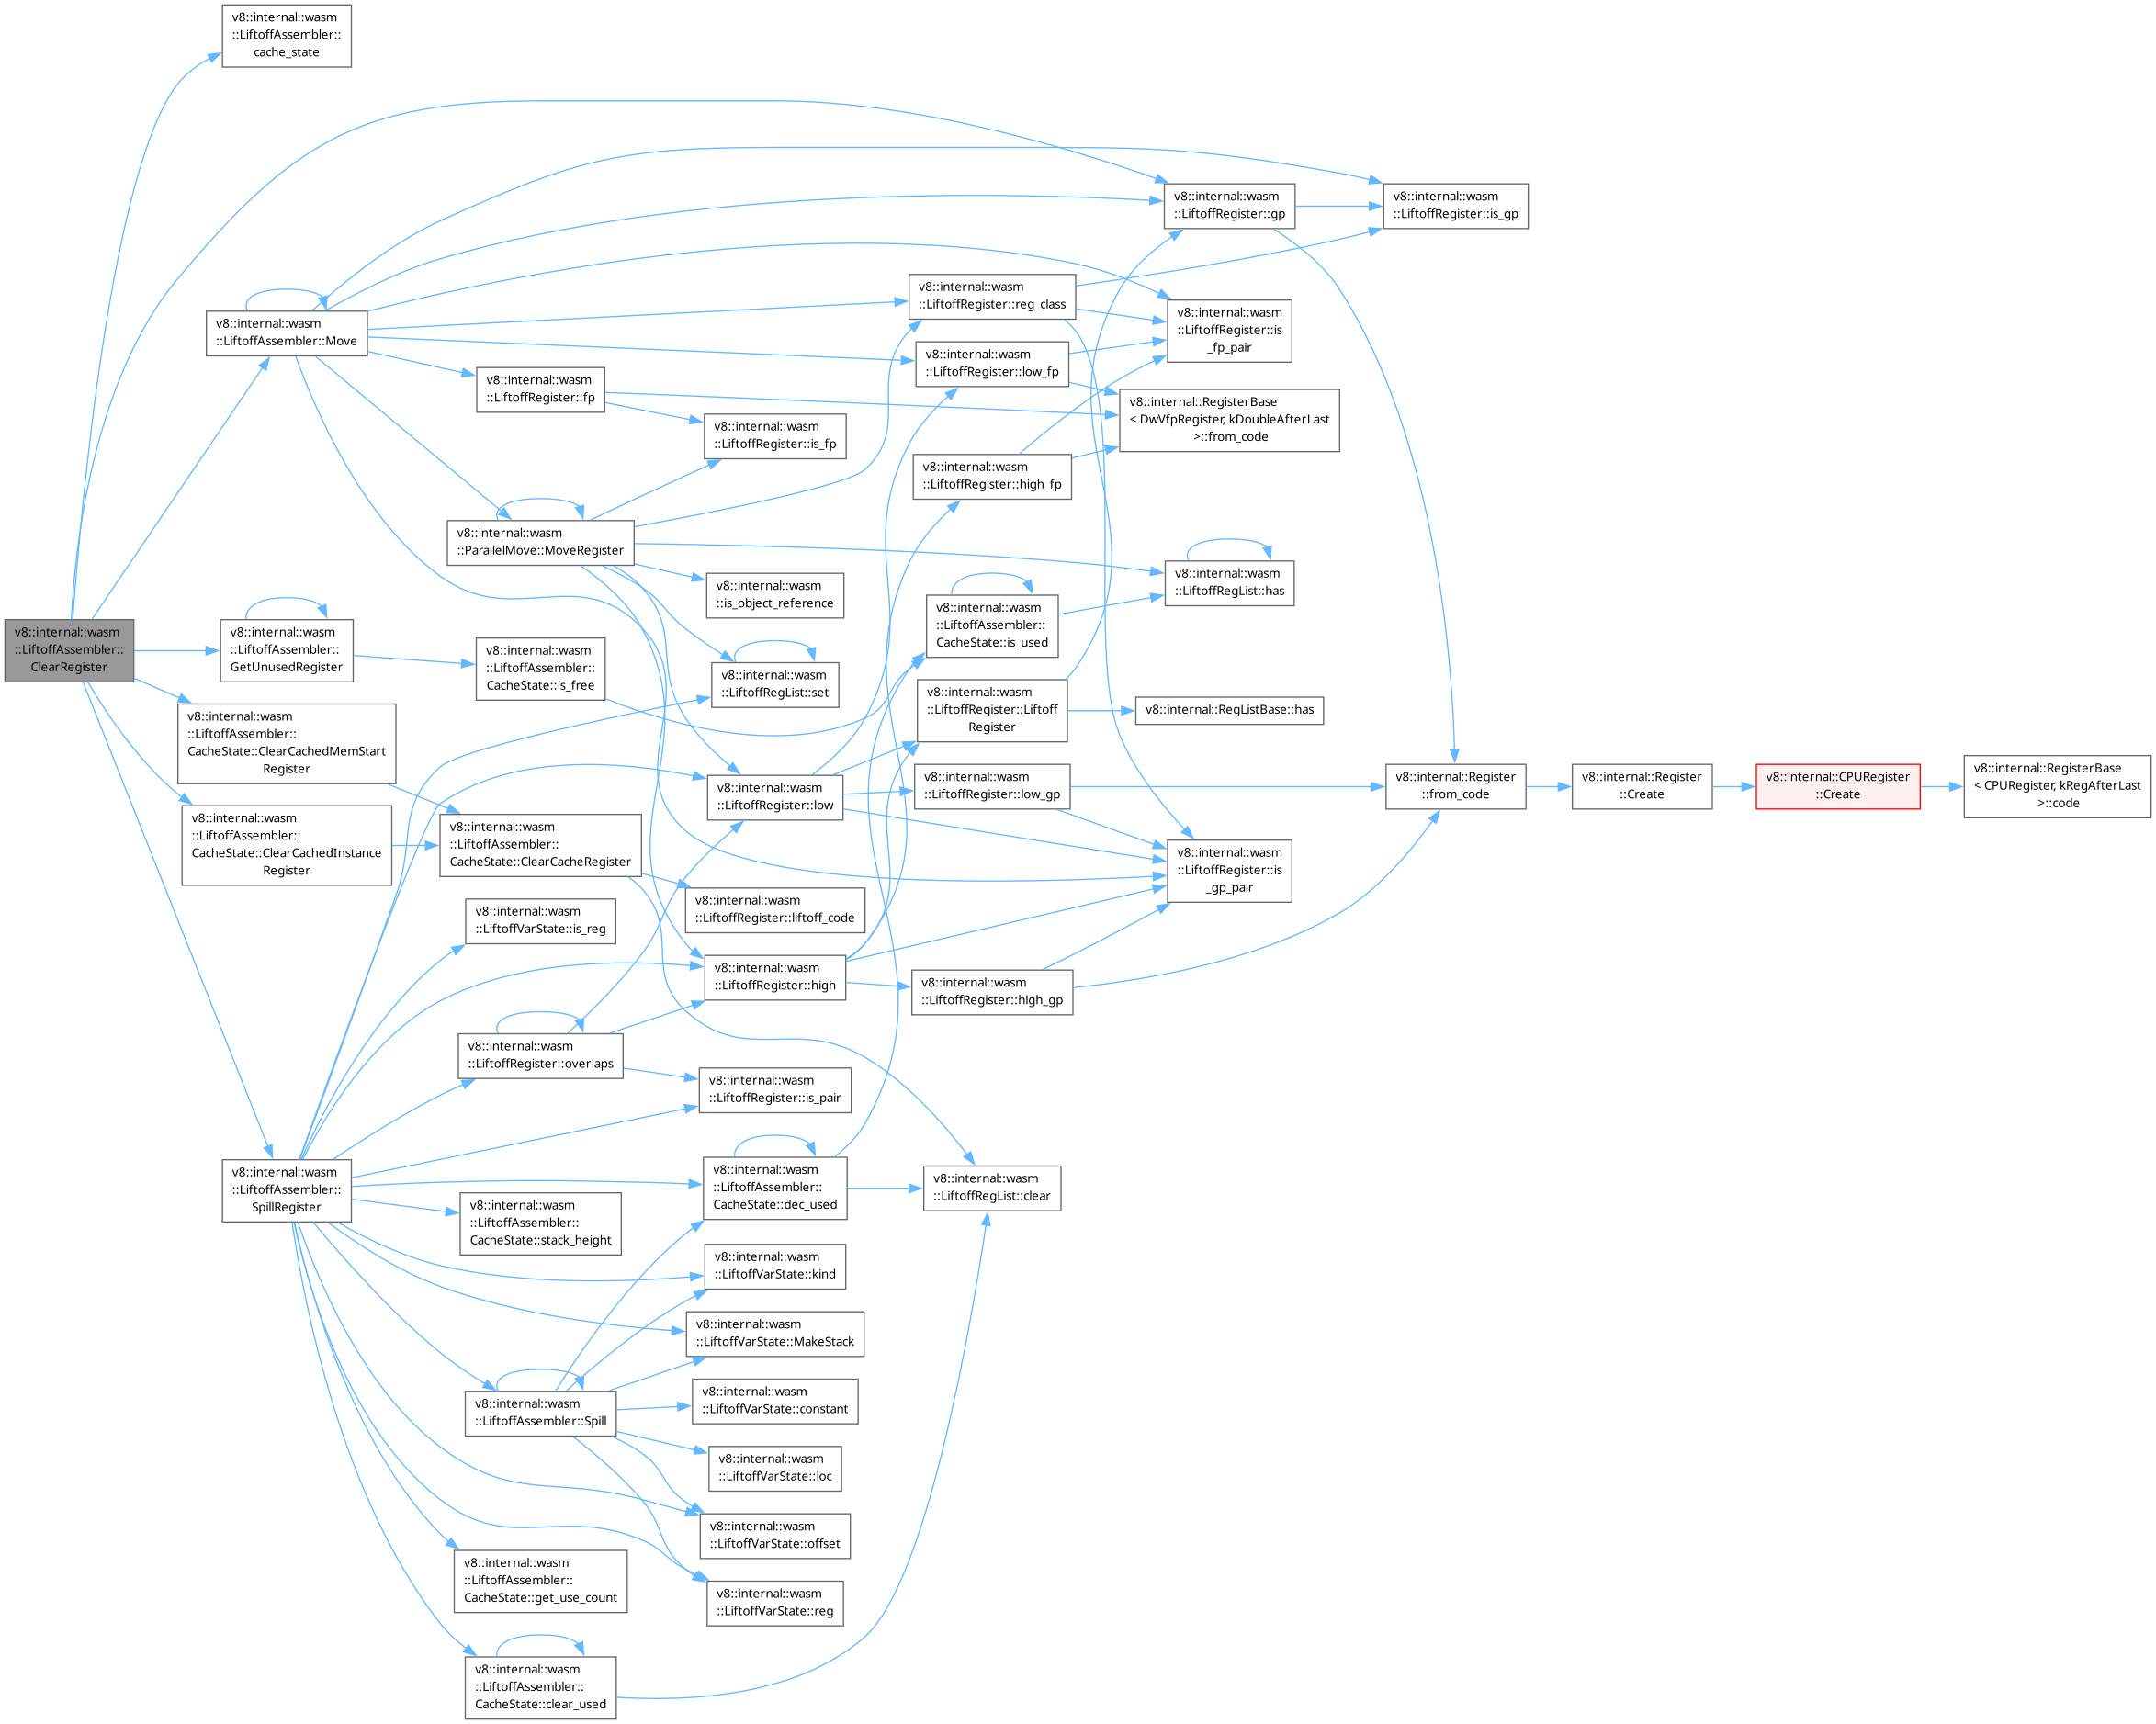 v8::internal::wasm
::LiftoffAssembler::
ClearRegister
v8::internal::wasm
::LiftoffAssembler::
cache_state
v8::internal::wasm
::LiftoffAssembler::Move
v8::internal::wasm
::LiftoffAssembler::
GetUnusedRegister
v8::internal::wasm
::LiftoffAssembler::
CacheState::ClearCachedMemStart
Register
v8::internal::wasm
::LiftoffAssembler::
CacheState::ClearCachedInstance
Register
v8::internal::wasm
::LiftoffAssembler::
SpillRegister
v8::internal::wasm
::LiftoffRegister::fp
v8::internal::wasm
::ParallelMove::MoveRegister
v8::internal::wasm
::LiftoffAssembler::
CacheState::is_free
v8::internal::wasm
::LiftoffAssembler::
CacheState::ClearCacheRegister
v8::internal::wasm
::LiftoffVarState::is_reg
v8::internal::wasm
::LiftoffRegister::overlaps
v8::internal::wasm
::LiftoffAssembler::
CacheState::stack_height
v8::internal::wasm
::LiftoffAssembler::Spill
v8::internal::wasm
::LiftoffAssembler::
CacheState::get_use_count
v8::internal::wasm
::LiftoffAssembler::
CacheState::clear_used
v8::internal::wasm
::LiftoffRegister::is_fp
v8::internal::wasm
::is_object_reference
v8::internal::wasm
::LiftoffRegList::set
v8::internal::wasm
::LiftoffRegister::low
v8::internal::wasm
::LiftoffRegister::liftoff_code
v8::internal::wasm
::LiftoffRegister::high
v8::internal::wasm
::LiftoffRegister::is_pair
v8::internal::wasm
::LiftoffAssembler::
CacheState::dec_used
v8::internal::wasm
::LiftoffVarState::kind
v8::internal::wasm
::LiftoffVarState::MakeStack
v8::internal::wasm
::LiftoffVarState::constant
v8::internal::wasm
::LiftoffVarState::loc
v8::internal::wasm
::LiftoffVarState::offset
v8::internal::wasm
::LiftoffVarState::reg
v8::internal::wasm
::LiftoffRegister::reg_class
v8::internal::wasm
::LiftoffRegister::low_fp
v8::internal::wasm
::LiftoffRegister::high_fp
v8::internal::wasm
::LiftoffAssembler::
CacheState::is_used
v8::internal::wasm
::LiftoffRegister::Liftoff
Register
v8::internal::wasm
::LiftoffRegister::low_gp
v8::internal::wasm
::LiftoffRegister::high_gp
v8::internal::wasm
::LiftoffRegList::clear
v8::internal::wasm
::LiftoffRegister::gp
v8::internal::wasm
::LiftoffRegister::is
_fp_pair
v8::internal::RegisterBase
< DwVfpRegister, kDoubleAfterLast
>::from_code
v8::internal::wasm
::LiftoffRegList::has
v8::internal::RegListBase::has
v8::internal::wasm
::LiftoffRegister::is
_gp_pair
v8::internal::wasm
::LiftoffRegister::is_gp
v8::internal::Register
::from_code
v8::internal::Register
::Create
v8::internal::CPURegister
::Create
v8::internal::RegisterBase
< CPURegister, kRegAfterLast
>::code